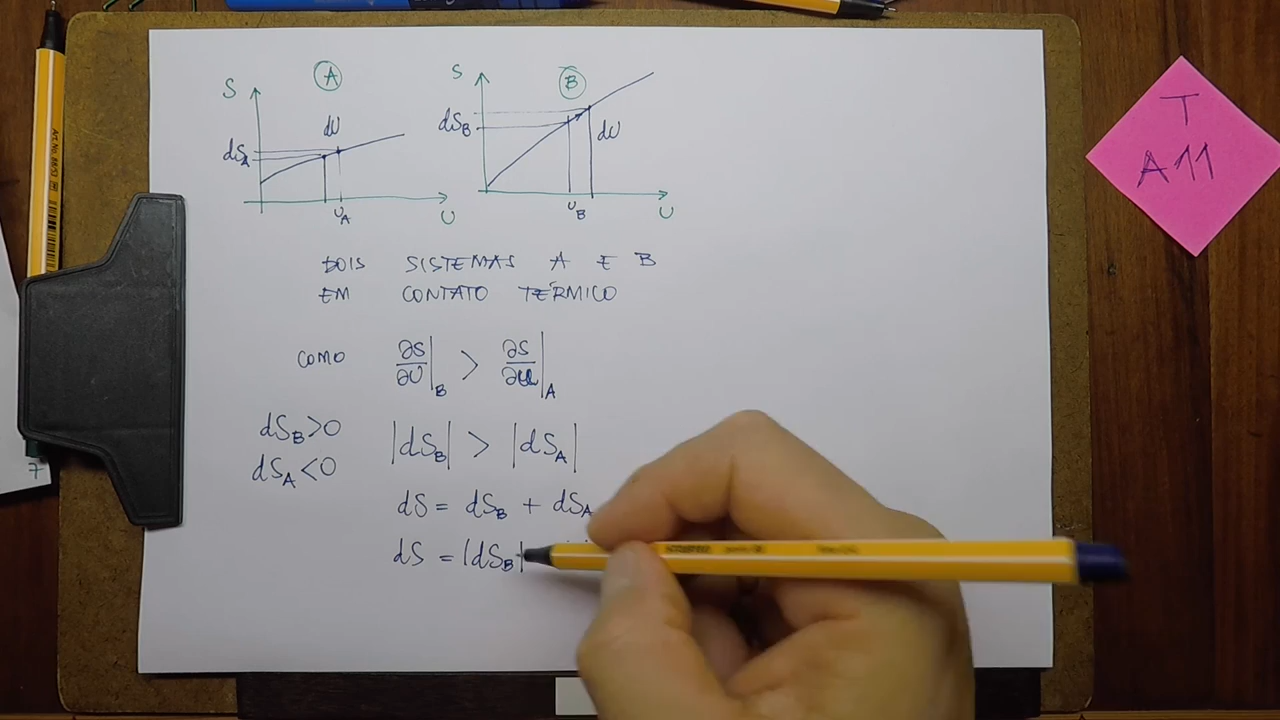 S A
dU
dS_A
U_A U
S B
dS_B dU
U_B U
DOIS SISTEMAS A E B
EM CONTATO TÉRMICO
COMO ∂S/∂U|_B > ∂S/∂U|_A
dS_B>0 |dS_B| > |dS_A|
dS_A<0
dS = dS_B + dS_A
dS = |dS_B|
T
A11
7